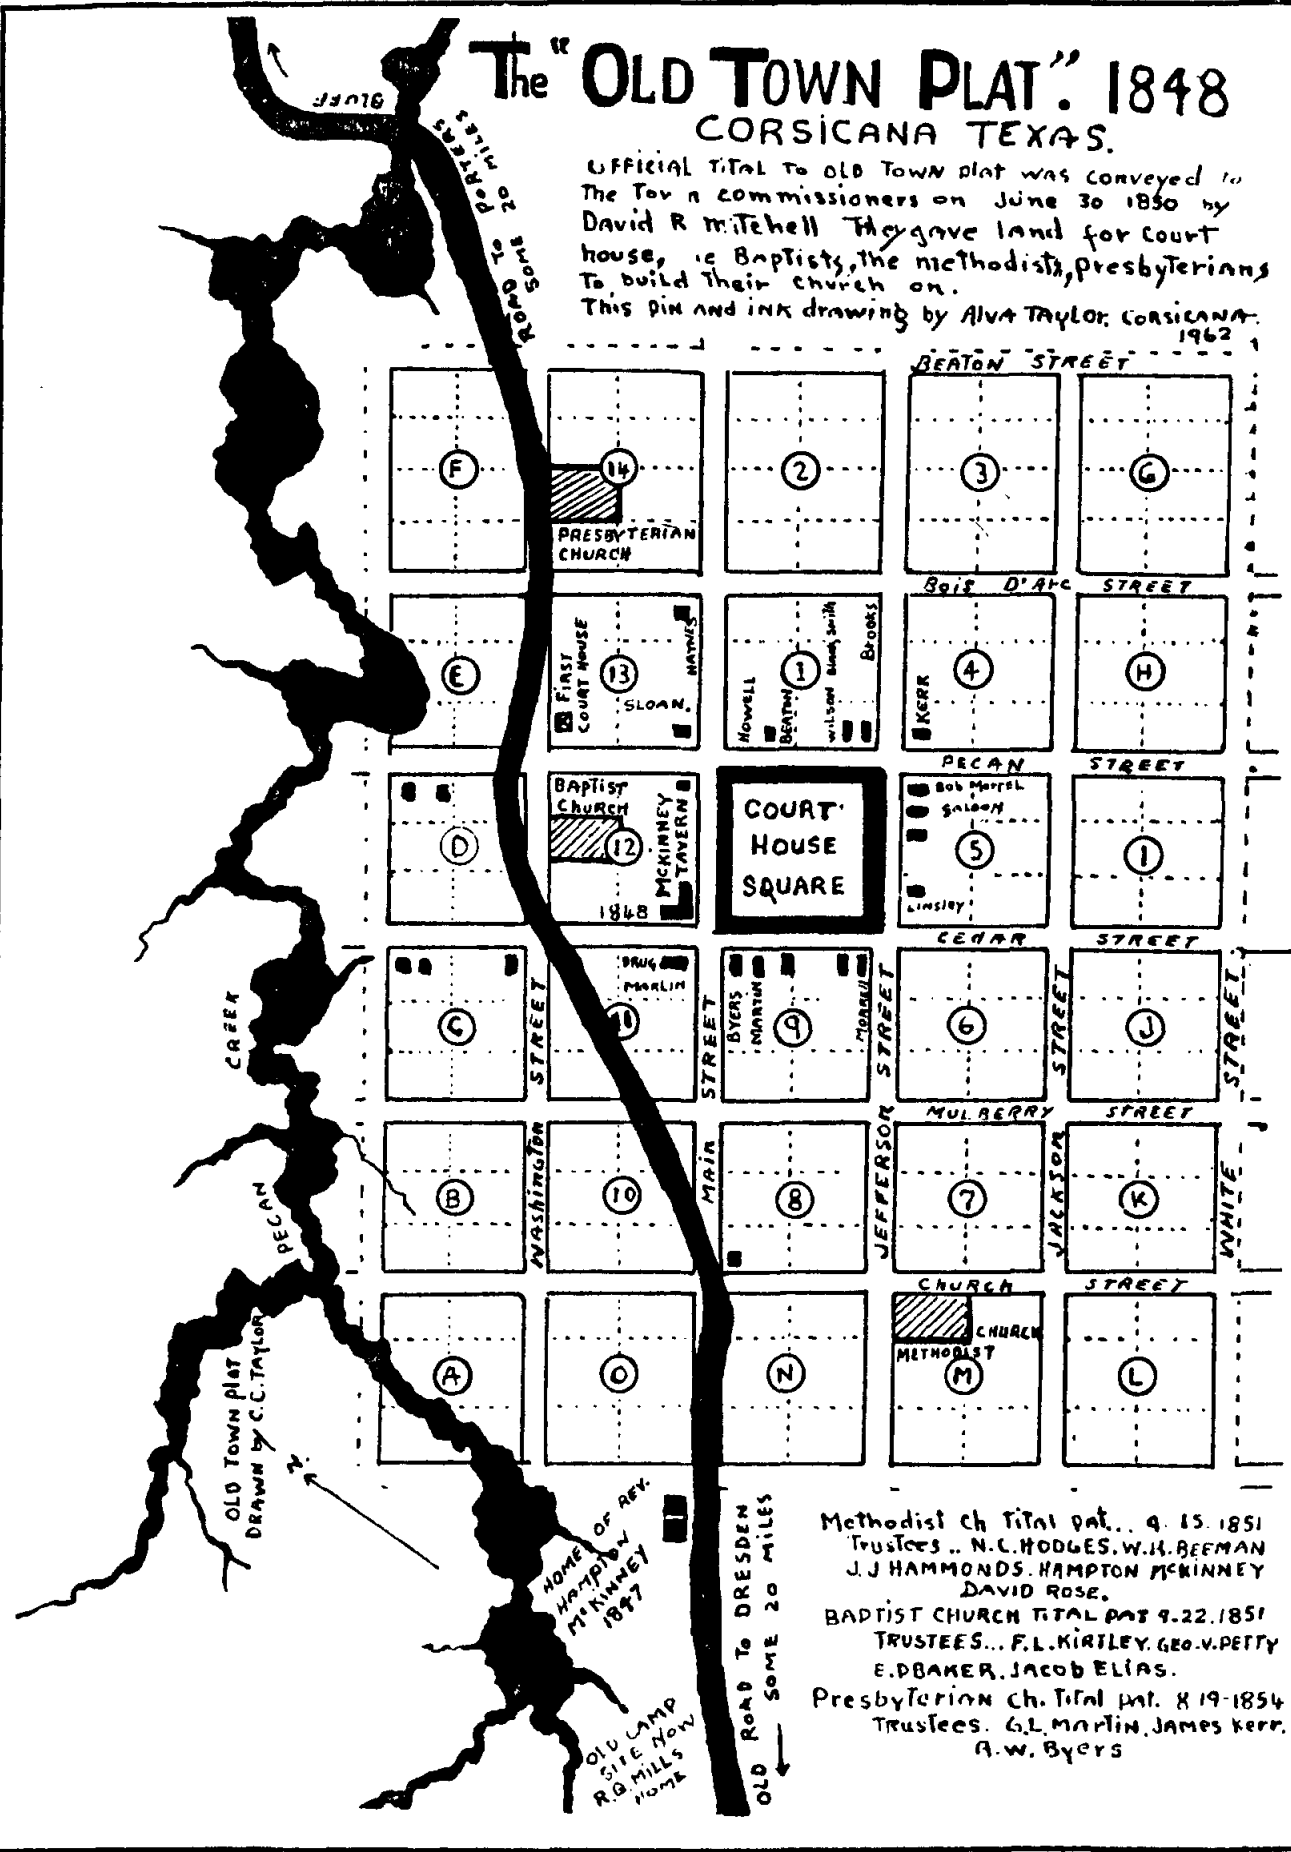 The "OLD TOWN PLAT". 1848
CORSICANA TEXAS.
OFFICIAL TITAL TO OLD TOWN Plat WAS conveyed to
The Tow n commissioners on June 30 1850 by
David R Mitchell They gave land for court
house, Baptists, the methodists, presbyterians
To build Their church on.
This Pin AND iNK drawing by AlvA TAYlOR. CORSICANA.
1962
BLUFF
ROAD TO PORTERS
SOME 20 MILES
BEATON STREET
F
14
2
3
G
PRESBYTERIAN
CHURCH
BOIS D'ARC STREET
E
FIRST
COURT HOUSE
13
HAYNES
SLOAN.
1
HOWELL
BEATON
WILSON Black Smith
BROOKS
4
KERR
H
PECAN STREET
D
BAPTIST
CHURCH
12
MCKINNEY
TAVERN
1848
COURT
HOUSE
SQUARE
Bob Morrel
SALOON
5
LINSLEY
I
CEDAR STREET
C
DRUG
MARLIN
11
BYERS
MARTIN
9
MORRELL
6
J
MULBERRY STREET
B
10
8
7
K
WASHINGTON STREET
MAIN STREET
JEFFERSON STREET
JACKSON STREET
WHITE STREET
CHURCH STREET
A
O
N
CHURCH
METHODIST
M
L
PECAN CREEK
OLD TOWN Plat
DRAWN by C.C. TAYLOR
N.
HOME OF REV.
HAMPTON
McKINNEY
1847
OLD CAMP
SITE NOW
R.Q. MILLS
HOME
OLD ROAD TO DRESDEN
SOME 20 MILES
Methodist Ch TiTAl PAT... 9.15.1851
Trustees.. N.C. HODGES. W.H. BEEMAN
J.J HAMMONDS. HAMPTON McKINNEY
DAVID ROSE.
BAPTIST CHURCH TITAL PAT 9.22.1851
TRUSTEES... F.L. KIRTLEY. GEO.V. PETTY
E.D BAKER. JACOB ELIAS.
PresbyTerian Ch. TiTAl pat. 8 19-1854
Trustees. G.L. MArTin. JAMES Kerr.
A.W. Byers